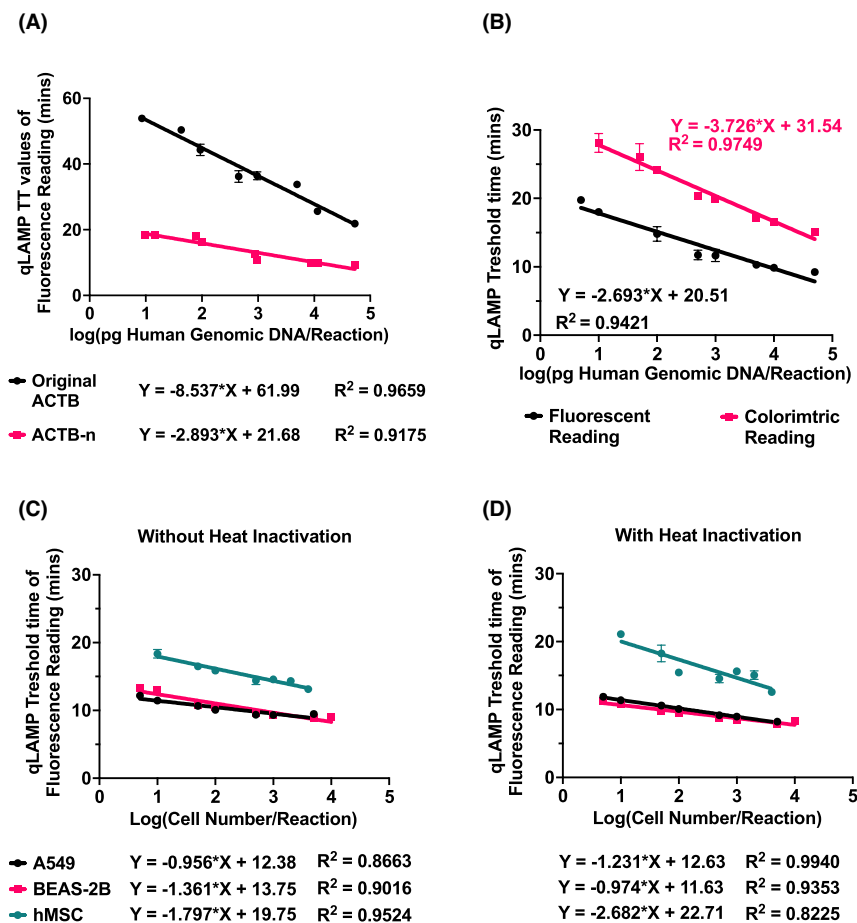 (A)
qLAMP TT values of
Fluorescence Reading (mins)
60
40
20
0
0 1 2 3 4 5
log(pg Human Genomic DNA/Reaction)
Original
ACTB
Y = -8.537*X + 61.99 R² = 0.9659
ACTB-n Y = -2.893*X + 21.68 R² = 0.9175
(B)
qLAMP Treshold time (mins)
30
20
10
0
Y = -3.726*X + 31.54
R² = 0.9749
Y = -2.693*X + 20.51
R² = 0.9421
0 1 2 3 4 5
log(pg Human Genomic DNA/Reaction)
Fluorescent
Reading
Colorimtric
Reading
(C)
Without Heat Inactivation
qLAMP Treshold time of
Fluorescence Reading (mins)
30
20
10
0
0 1 2 3 4 5
Log(Cell Number/Reaction)
A549 Y = -0.956*X + 12.38 R² = 0.8663
BEAS-2B Y = -1.361*X + 13.75 R² = 0.9016
hMSC Y = -1.797*X + 19.75 R² = 0.9524
(D)
With Heat Inactivation
qLAMP Treshold time of
Fluorescence Reading (mins)
30
20
10
0
0 1 2 3 4 5
Log(Cell Number/Reaction)
Y = -1.231*X + 12.63 R² = 0.9940
Y = -0.974*X + 11.63 R² = 0.9353
Y = -2.682*X + 22.71 R² = 0.8225